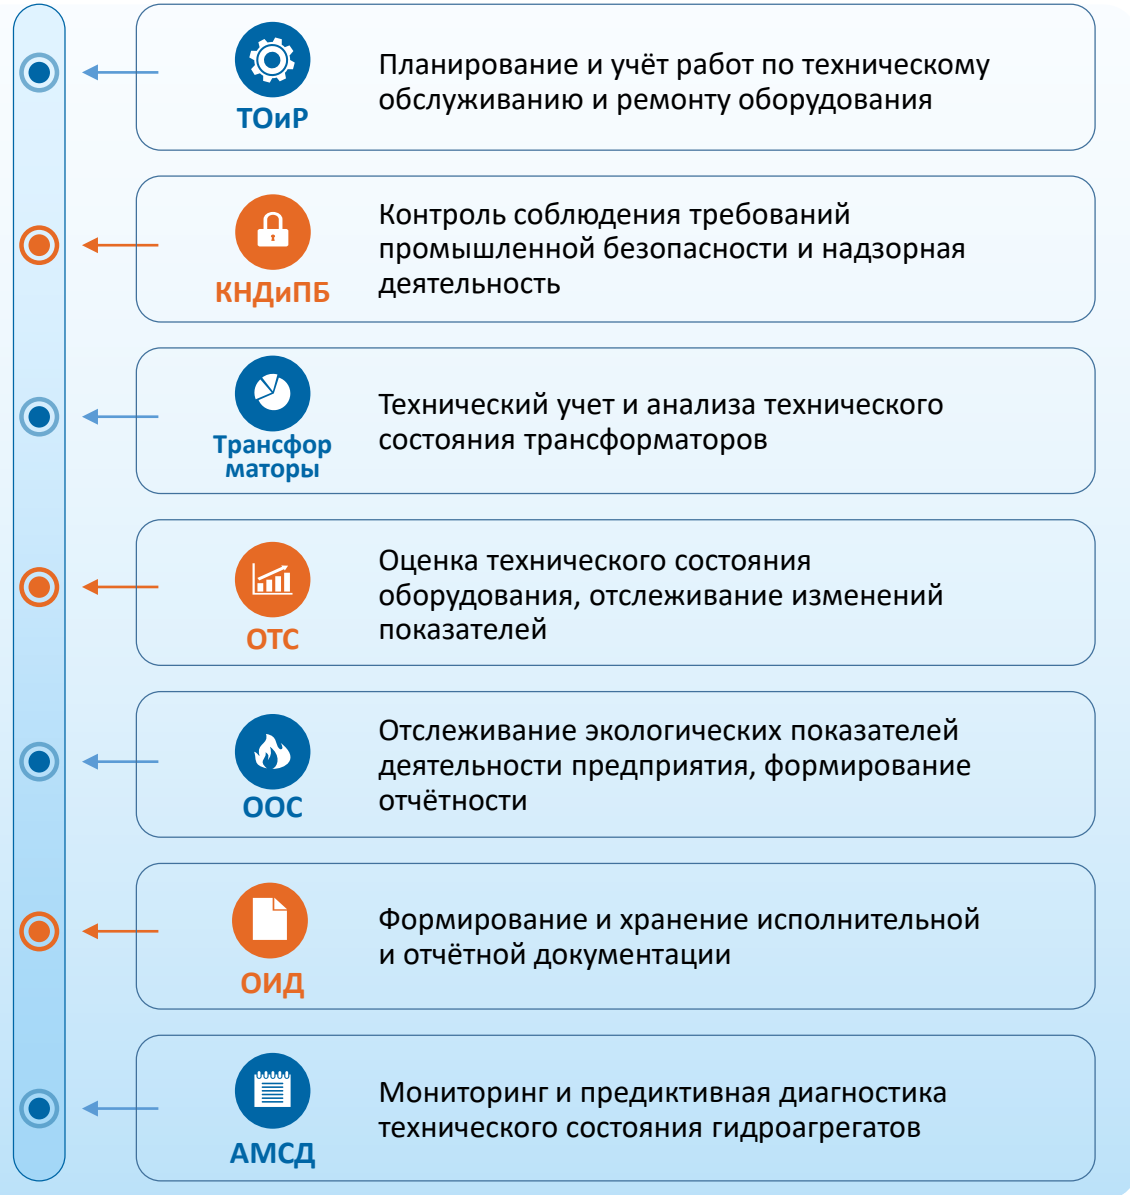 ТОиР
Планирование и учёт работ по техническому
обслуживанию и ремонту оборудования
КНДиПБ
Контроль соблюдения требований
промышленной безопасности и надзорная
деятельность
Трансфор
маторы
Технический учет и анализа технического
состояния трансформаторов
ОТС
Оценка технического состояния
оборудования, отслеживание изменений
показателей
ООС
Отслеживание экологических показателей
деятельности предприятия, формирование
отчётности
ОИД
Формирование и хранение исполнительной
и отчётной документации
АМСД
Мониторинг и предиктивная диагностика
технического состояния гидроагрегатов